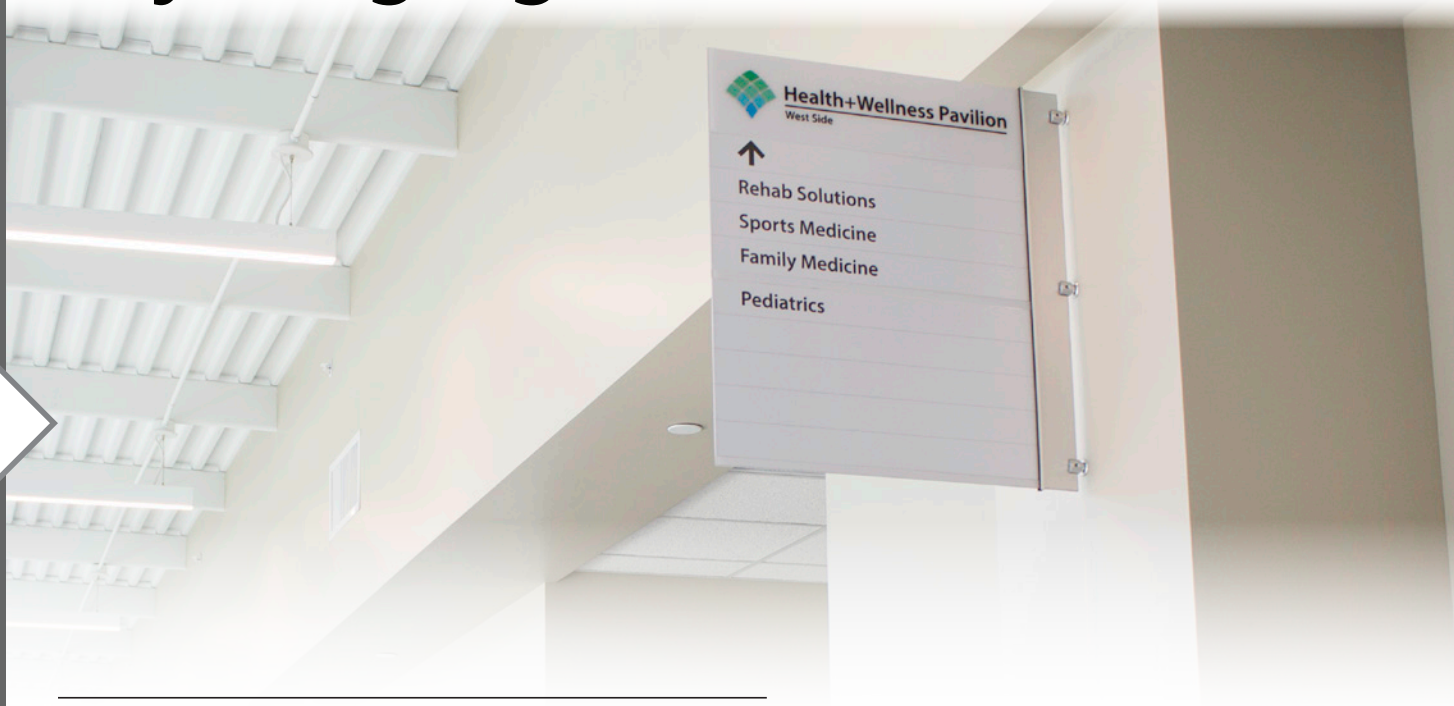 Health+Wellness Pavilion
West Side
Rehab Solutions
Sports Medicine
Family Medicine
Pediatrics